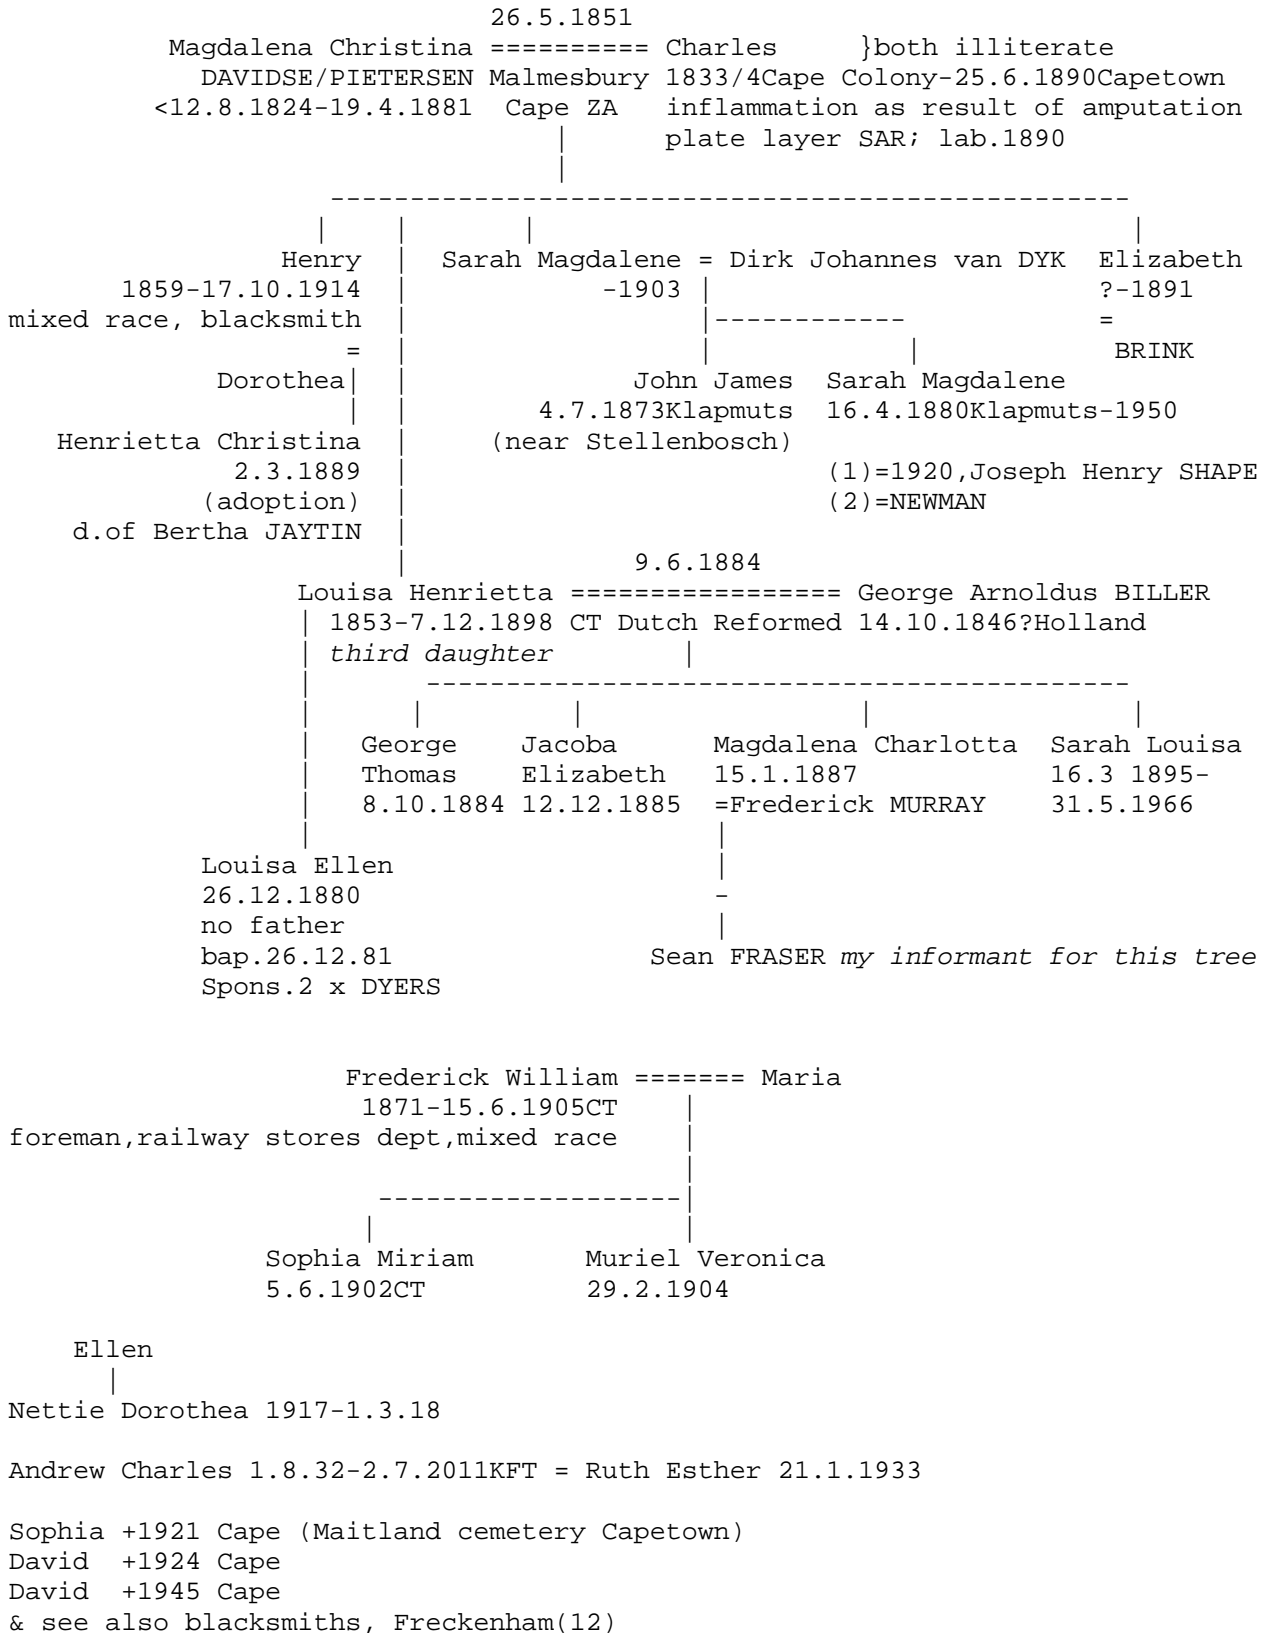 26.5.1851
Magdalena Christina ========== Charles }both illiterate
DAVIDSE/PIETERSEN Malmesbury 1833/4Cape Colony-25.6.1890Capetown
<12.8.1824-19.4.1881 Cape ZA inflammation as result of amputation
plate layer SAR; lab.1890
Henry Sarah Magdalene = Dirk Johannes van DYK Elizabeth
1859-17.10.1914 -1903 ?-1891
mixed race, blacksmith =
= BRINK
Dorothea John James Sarah Magdalene
4.7.1873Klapmuts 16.4.1880Klapmuts-1950
Henrietta Christina (near Stellenbosch)
2.3.1889 (1)=1920,Joseph Henry SHAPE
(adoption) (2)=NEWMAN
d.of Bertha JAYTIN
9.6.1884
Louisa Henrietta ================= George Arnoldus BILLER
1853-7.12.1898 CT Dutch Reformed 14.10.1846?Holland
third daughter
George Jacoba Magdalena Charlotta Sarah Louisa
Thomas Elizabeth 15.1.1887 16.3 1895-
8.10.1884 12.12.1885 =Frederick MURRAY 31.5.1966
Louisa Ellen
26.12.1880
no father
bap.26.12.81 Sean FRASER my informant for this tree
Spons.2 x DYERS
Frederick William ======= Maria
1871-15.6.1905CT
foreman,railway stores dept,mixed race
Sophia Miriam Muriel Veronica
5.6.1902CT 29.2.1904
Ellen
Nettie Dorothea 1917-1.3.18
Andrew Charles 1.8.32-2.7.2011KFT = Ruth Esther 21.1.1933
Sophia +1921 Cape (Maitland cemetery Capetown)
David +1924 Cape
David +1945 Cape
& see also blacksmiths, Freckenham(12)